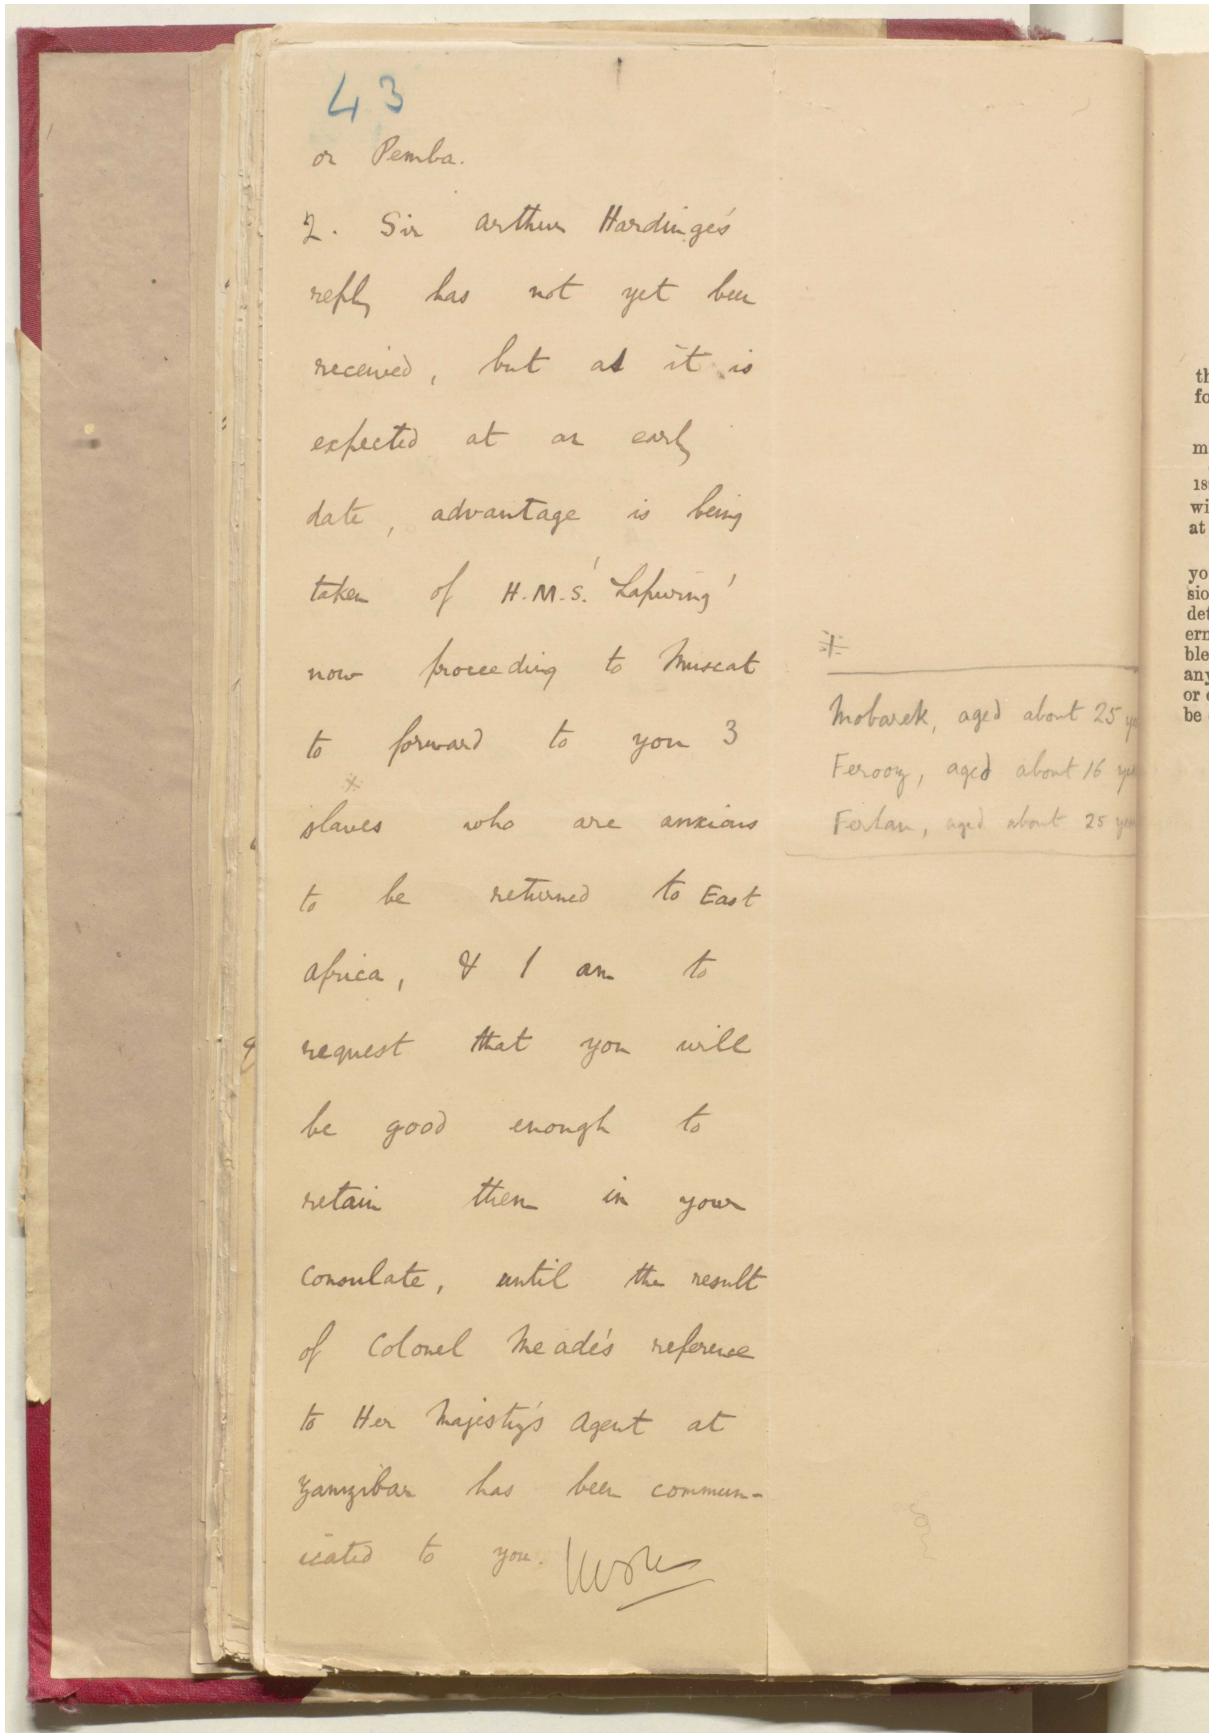 43
or Pemba.
2. Sir Arthur Hardinge's
reply has not yet been
received, but as it is
expected at an early
date, advantage is being
taken of H.M.S. 'Lapwing'
now proceeding to Muscat
to forward to you 3
*
slaves who are anxious
to be returned to East
Africa, & I am to
request that you will
be good enough to
retain them in your
Consulate, until the result
of Colonel Meade's reference
to Her Majesty's Agent at
Zanzibar has been commun-
icated to you.
*
Mobarek, aged about 25
Ferooz, aged about 16
aged about 25
th
fo
m
18
wi
at
yo
sio
det
ern
ble
any
or
be